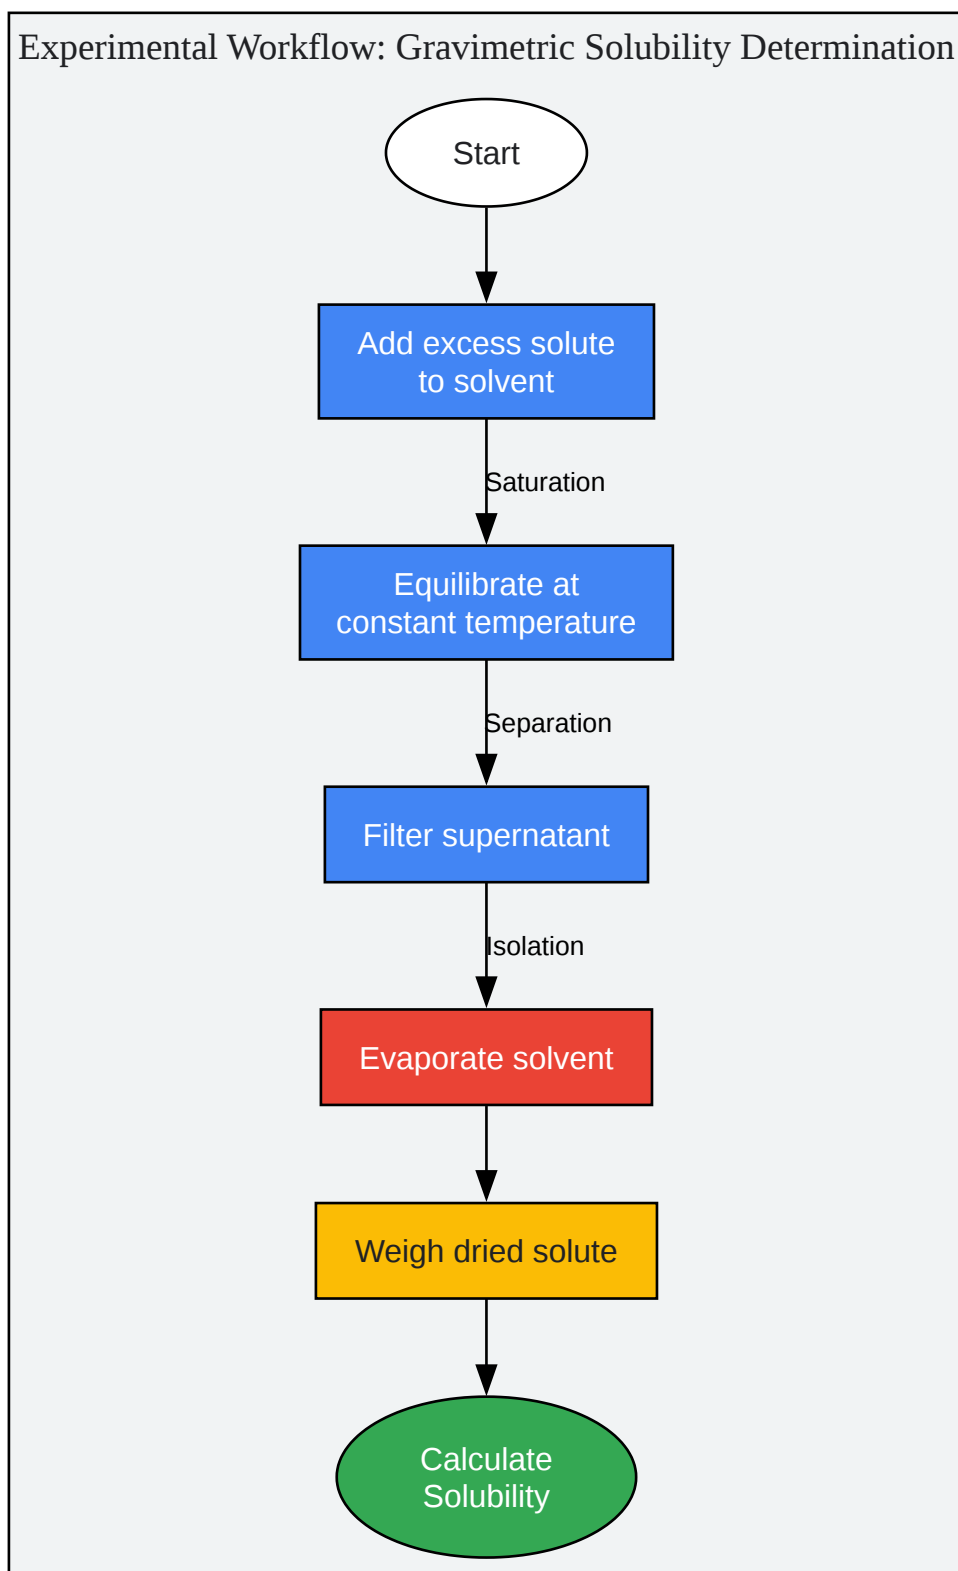 Experimental Workflow: Gravimetric Solubility Determination
Start
Add excess solute
to solvent
Saturation
Equilibrate at
constant temperature
Separation
Filter supernatant
Isolation
Evaporate solvent
Weigh dried solute
Calculate
Solubility